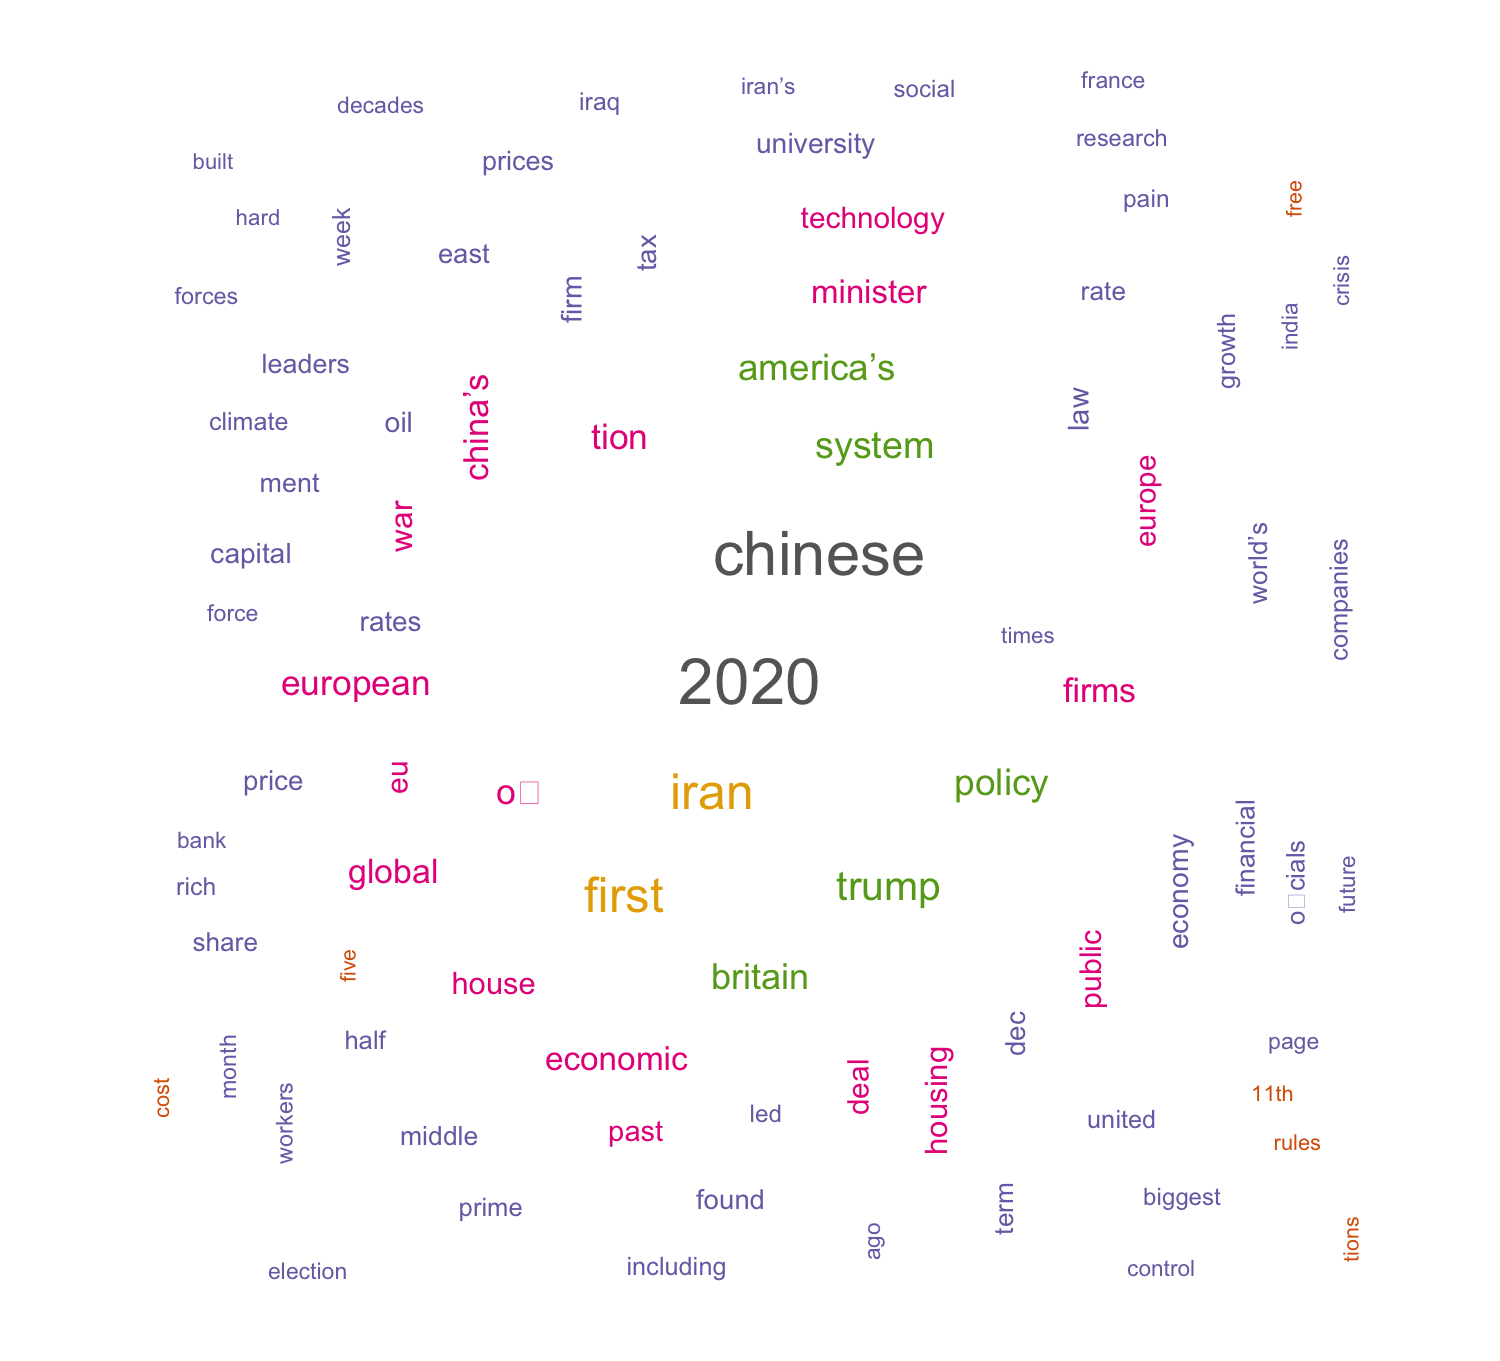 iran’s
social
france
decades
iraq
university
research
built
prices
pain
free
technology
hard
week
east
tax
crisis
forces
firm
minister
rate
india
growth
leaders
america’s
law
climate
oil
china’s
tion
system
ment
war
europe
capital
chinese
world’s
companies
force
rates
times
european
2020
firms
price
eu
o□
iran
policy
bank
global
financial
rich
first
trump
economy
o□cials
future
share
five
house
britain
public
half
dec
page
month
economic
deal
housing
cost
11th
workers
middle
past
led
united
rules
prime
found
term
biggest
ago
tions
election
including
control